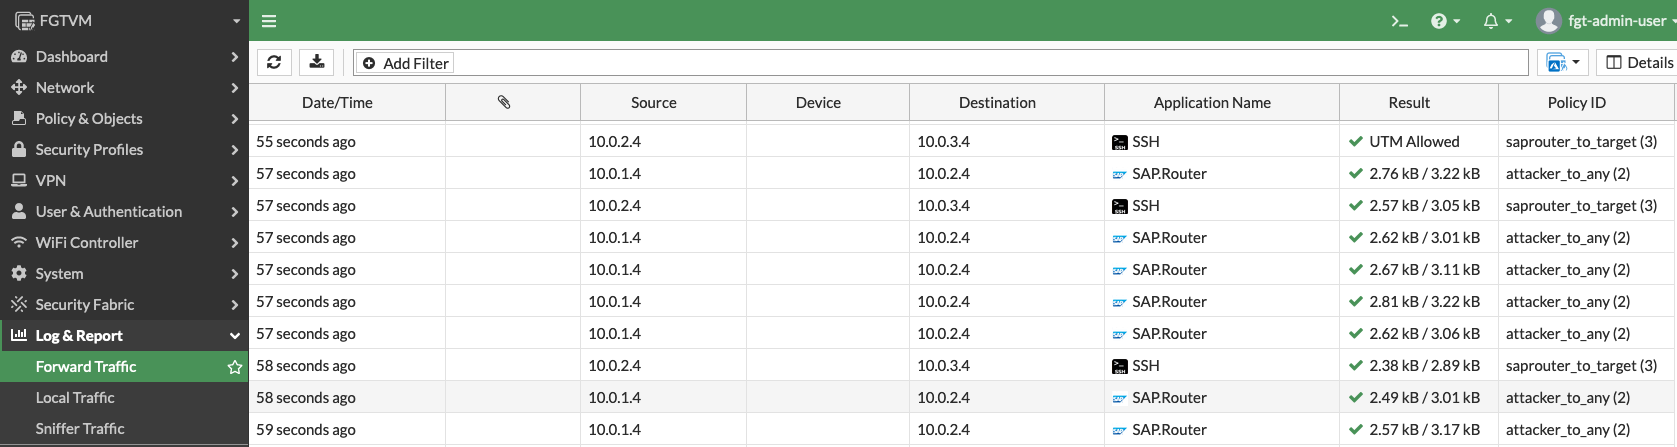 FGTVM
fgt-admin-user
Dashboard
Network
Policy & Objects
Security Profiles
VPN
User & Authentication
WiFi Controller
System
Security Fabric
Log & Report
Forward Traffic
Local Traffic
Sniffer Traffic
Add Filter Details
Date/Time Source Device Destination Application Name Result Policy ID
55 seconds ago 10.0.2.4 10.0.3.4 SSH UTM Allowed saprouter_to_target (3)
57 seconds ago 10.0.1.4 10.0.2.4 SAP.Router 2.76 kB / 3.22 kB attacker_to_any (2)
57 seconds ago 10.0.2.4 10.0.3.4 SSH 2.57 kB / 3.05 kB saprouter_to_target (3)
57 seconds ago 10.0.1.4 10.0.2.4 SAP.Router 2.62 kB / 3.01 kB attacker_to_any (2)
57 seconds ago 10.0.1.4 10.0.2.4 SAP.Router 2.67 kB / 3.11 kB attacker_to_any (2)
57 seconds ago 10.0.1.4 10.0.2.4 SAP.Router 2.81 kB / 3.22 kB attacker_to_any (2)
57 seconds ago 10.0.1.4 10.0.2.4 SAP.Router 2.62 kB / 3.06 kB attacker_to_any (2)
58 seconds ago 10.0.2.4 10.0.3.4 SSH 2.38 kB / 2.89 kB saprouter_to_target (3)
58 seconds ago 10.0.1.4 10.0.2.4 SAP.Router 2.49 kB / 3.01 kB attacker_to_any (2)
59 seconds ago 10.0.1.4 10.0.2.4 SAP.Router 2.57 kB / 3.17 kB attacker_to_any (2)